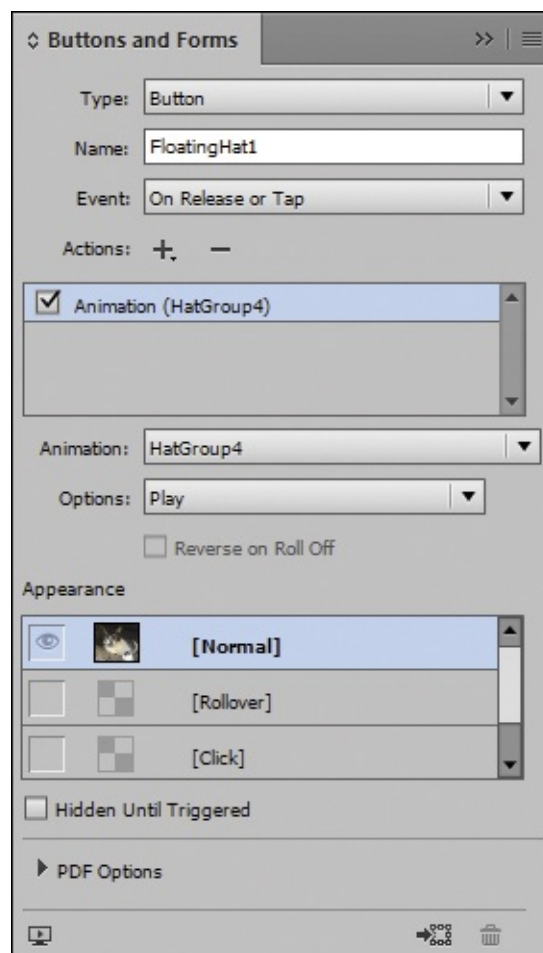 Buttons and Forms
Type: Button
Name: FloatingHat1
Event: On Release or Tap
Actions:
Animation (HatGroup4)
Animation: HatGroup4
Options: Play
Reverse on Roll Off
Appearance
[Normal]
[Rollover]
[Click]
Hidden Until Triggered
PDF Options